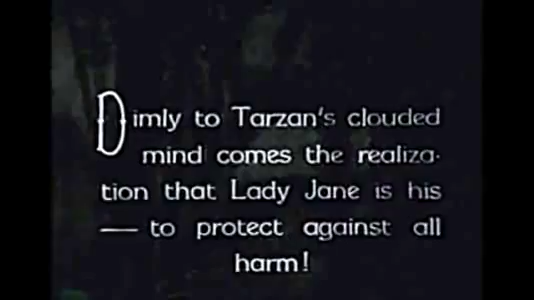 Dimly to Tarzan's clouded
mind comes the realiza-
tion that Lady Jane is his
— to protect against all
harm!